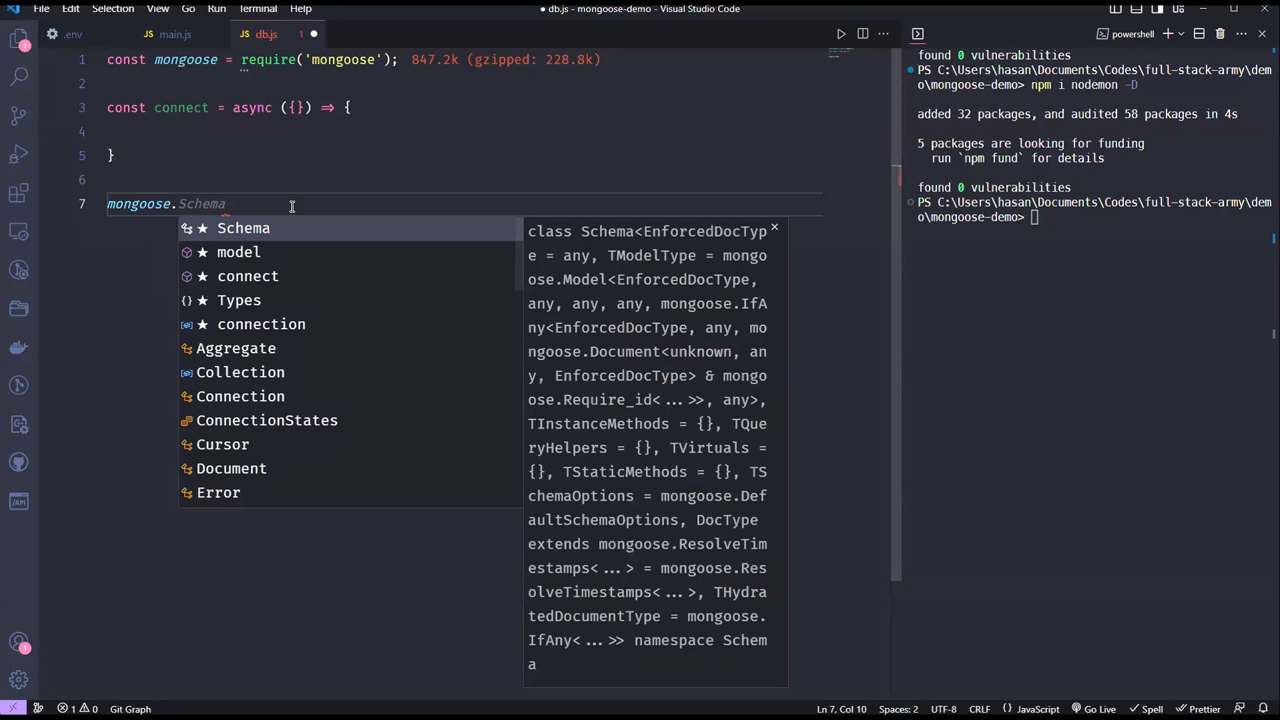 File Edit Selection View Go Run Terminal Help
● db.js - mongoose-demo - Visual Studio Code
.env
JS main.js
JS db.js 1
powershell
1 const mongoose = require('mongoose'); 847.2k (gzipped: 228.8k)
2
3 const connect = async ({}) => {
4
5 }
6
7 mongoose.Schema
★ Schema
★ model
★ connect
{} ★ Types
★ connection
Aggregate
Collection
Connection
ConnectionStates
Cursor
Document
Error
class Schema<EnforcedDocTyp
e = any, TModelType = mongo
ose.Model<EnforcedDocType,
any, any, any, mongoose.IfA
ny<EnforcedDocType, any, mo
ngoose.Document<unknown, an
y, EnforcedDocType> & mongo
ose.Require_id<...>>, any>,
TInstanceMethods = {}, TQue
ryHelpers = {}, TVirtuals =
{}, TStaticMethods = {}, TS
chemaOptions = mongoose.Def
aultSchemaOptions, DocType
extends mongoose.ResolveTim
estamps<...> = mongoose.Res
olveTimestamps<...>, THydra
tedDocumentType = mongoose.
IfAny<...>> namespace Schem
a
found 0 vulnerabilities
PS C:\Users\hasan\Documents\Codes\full-stack-army\dem
o\mongoose-demo> npm i nodemon -D
added 32 packages, and audited 58 packages in 4s
5 packages are looking for funding
run `npm fund` for details
found 0 vulnerabilities
PS C:\Users\hasan\Documents\Codes\full-stack-army\dem
o\mongoose-demo>
/API
1
1
1 0 Git Graph
Ln 7, Col 10 Spaces: 2 UTF-8 CRLF {} JavaScript Go Live Spell Prettier